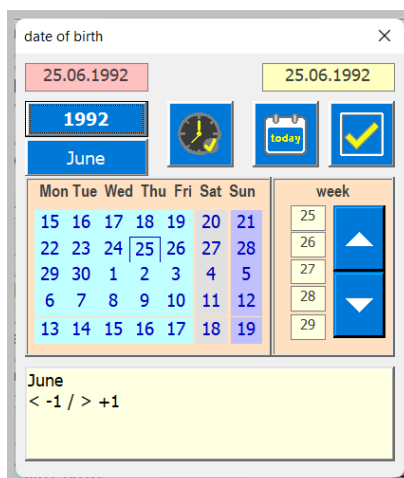 date of birth
25.06.1992 25.06.1992
1992
today
June
Mon Tue Wed Thu Fri Sat Sun week
15 16 17 18 19 20 21 25
22 23 24 25 26 27 28 26
29 30 1 2 3 4 5 27
6 7 8 9 10 11 12 28
13 14 15 16 17 18 19 29
June
< -1 / > +1